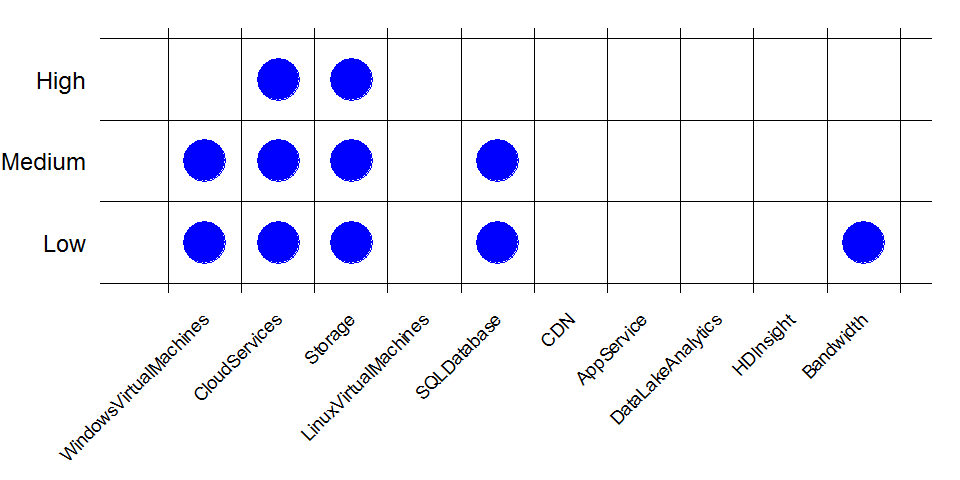 High
Medium
Low
WindowsVirtualMachines
CloudServices
Storage
LinuxVirtualMachines
SQLDatabase
CDN
AppService
DataLakeAnalytics
HDInsight
Bandwidth